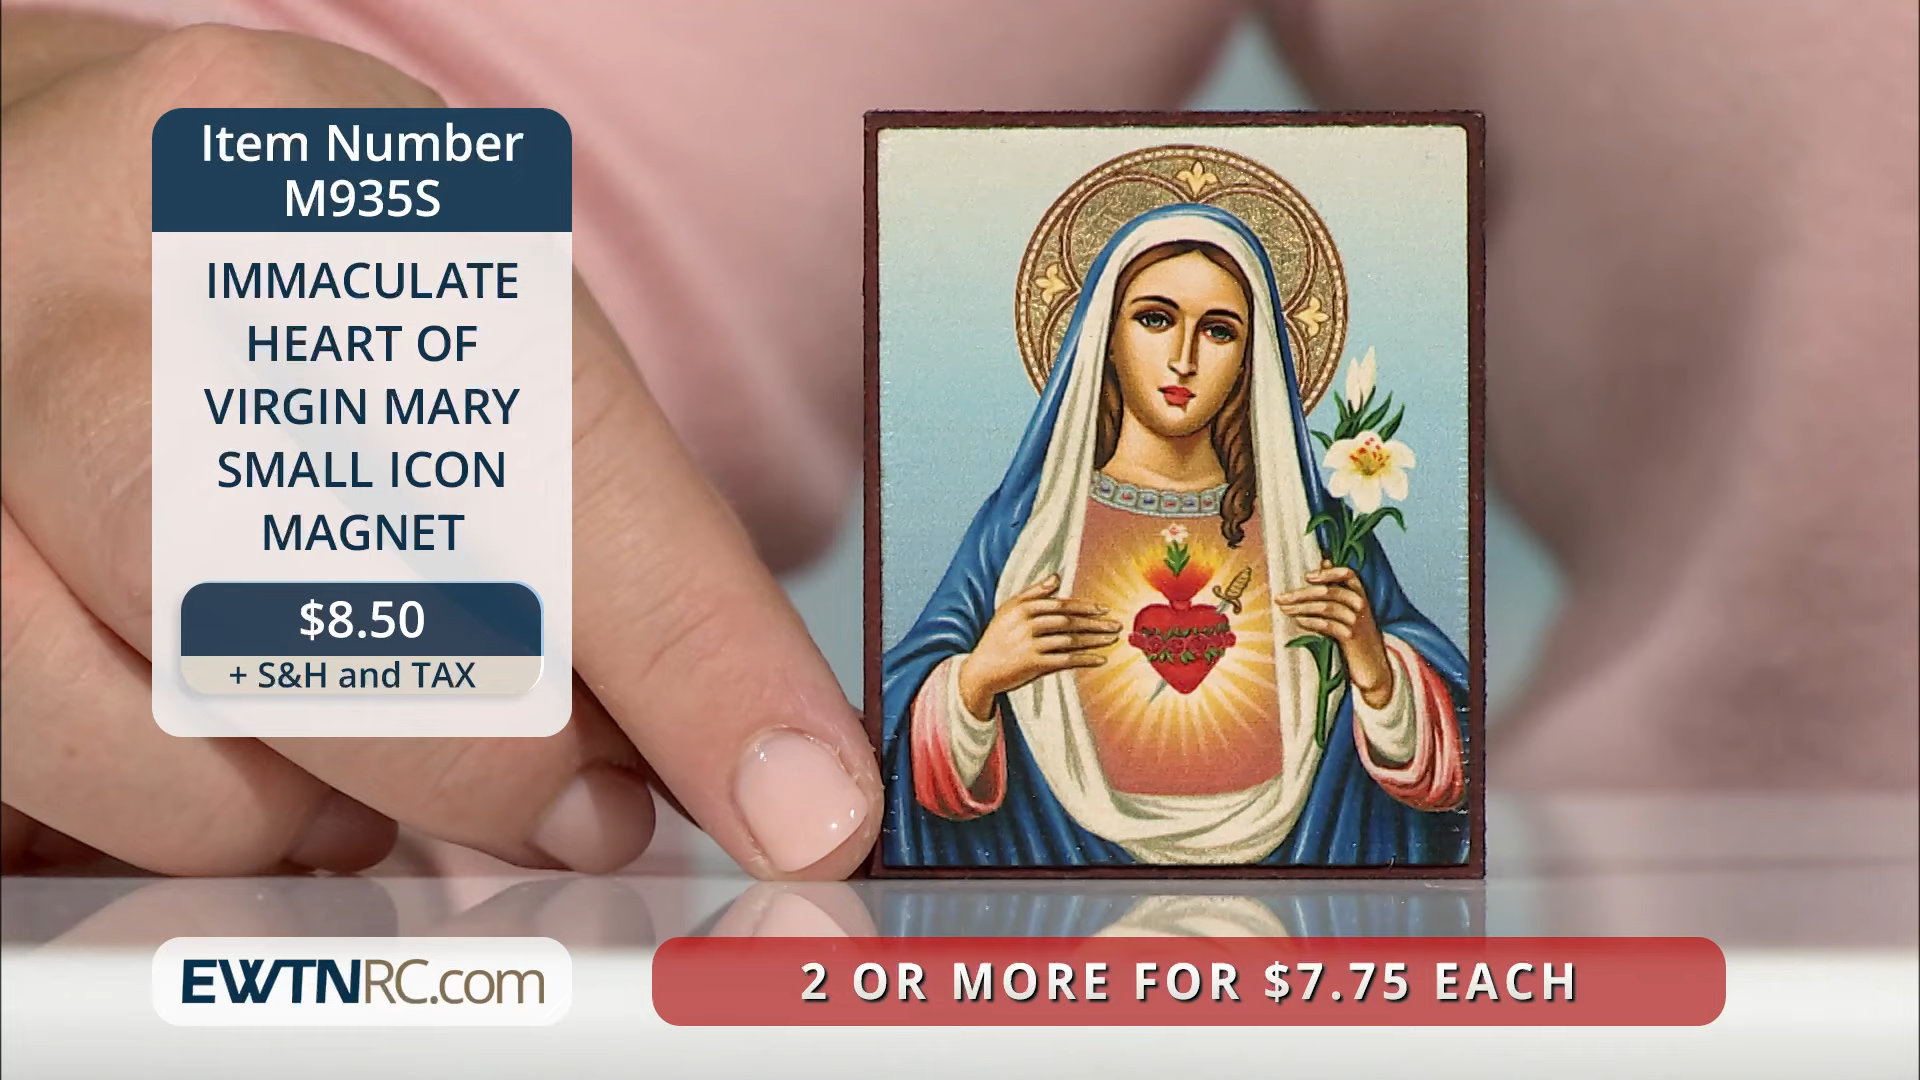 Item Number
M935S
IMMACULATE
HEART OF
VIRGIN MARY
SMALL ICON
MAGNET
$8.50
+ S&H and TAX
EWTNRC.com
2 OR MORE FOR $7.75 EACH